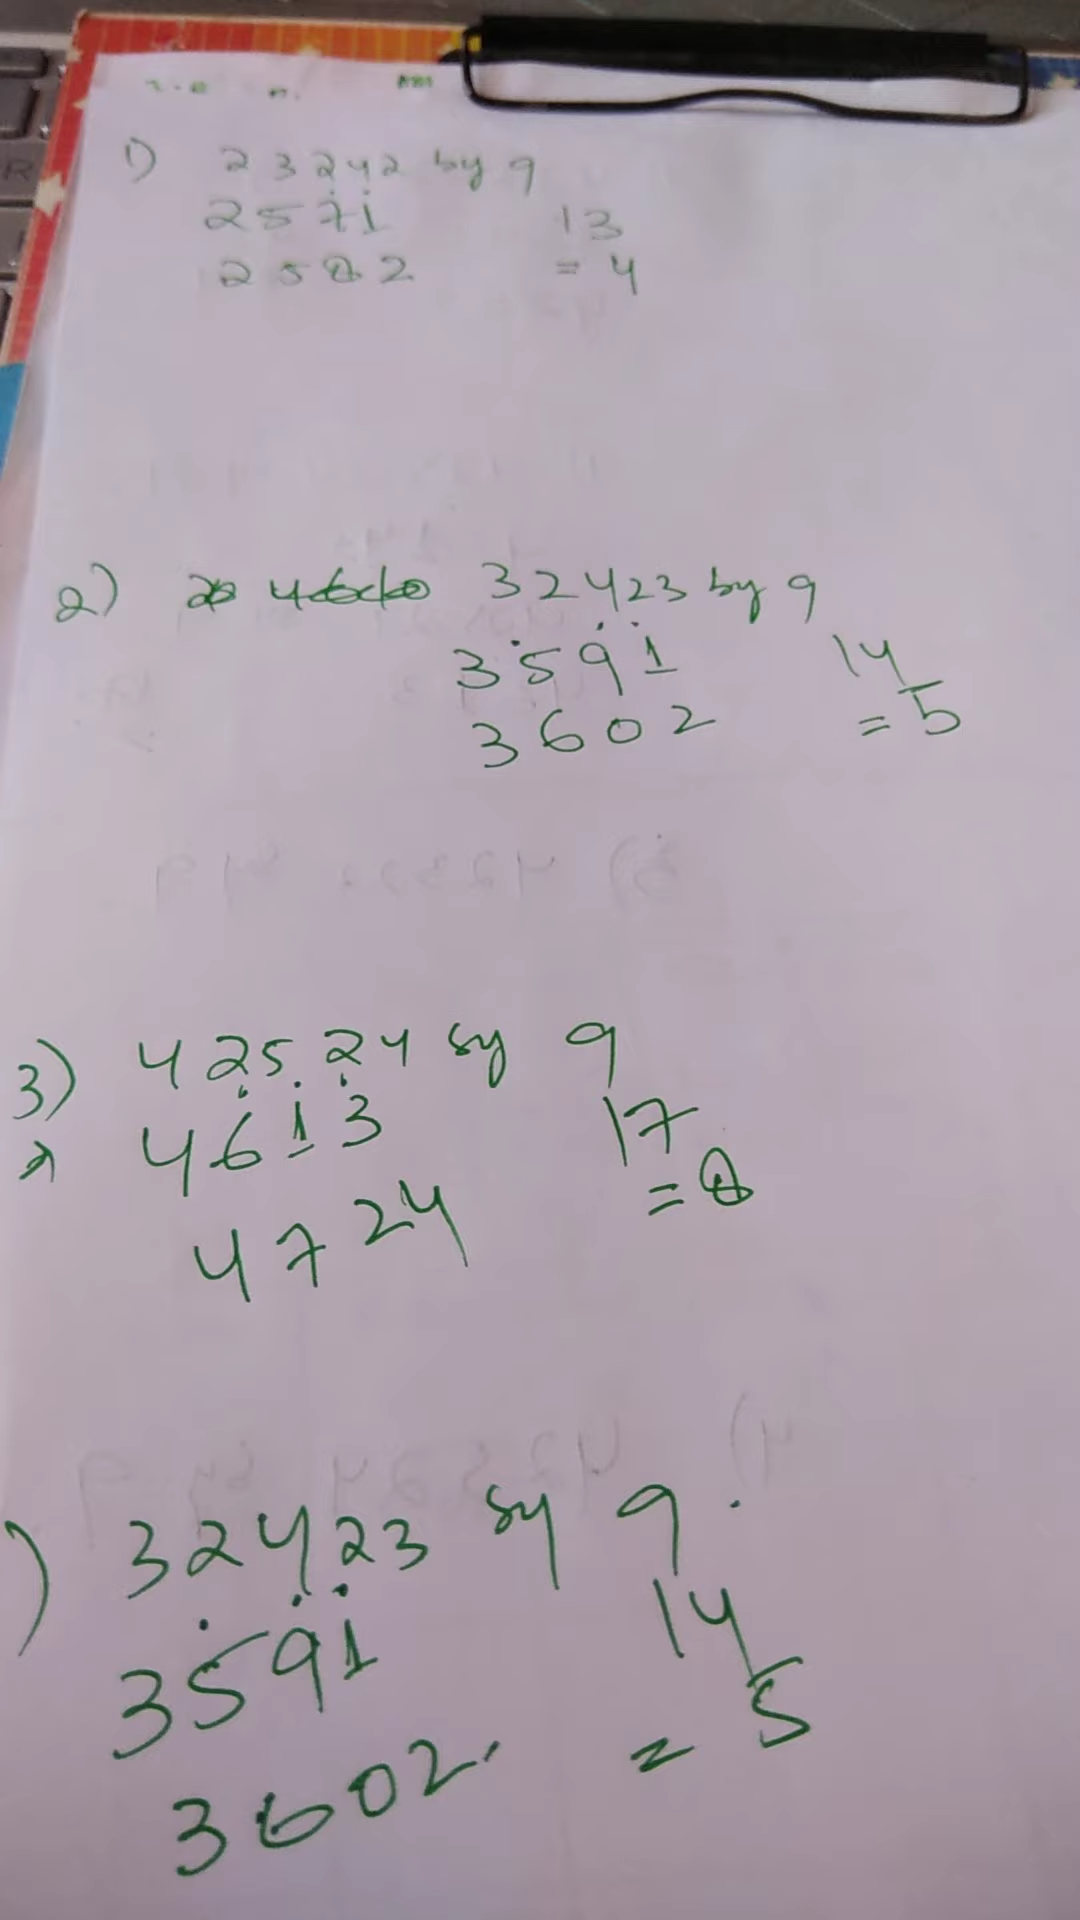 1) 23242 by 9
2571 13
2582 = 4
2) 32423 by 9
3591 14
3602 = 5
3) 42524 by 9
4613 17
4724 = 8
) 32423 by 9.
3591 14
3602. = 5